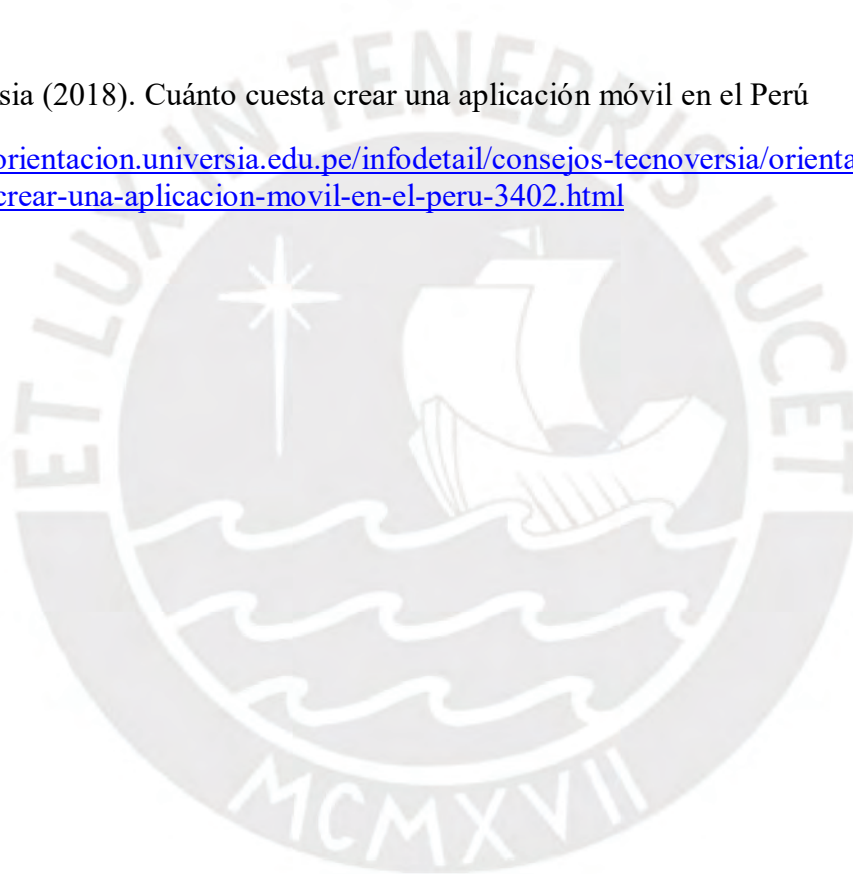 sia (2018). Cuánto cuesta crear una aplicación móvil en el Perú
orientacion.universia.edu.pe/infodetail/consejos-tecnoversia/orienta
crear-una-aplicacion-movil-en-el-peru-3402.html
ET LUX IN TENEBRIS LUCET
MCMXVII